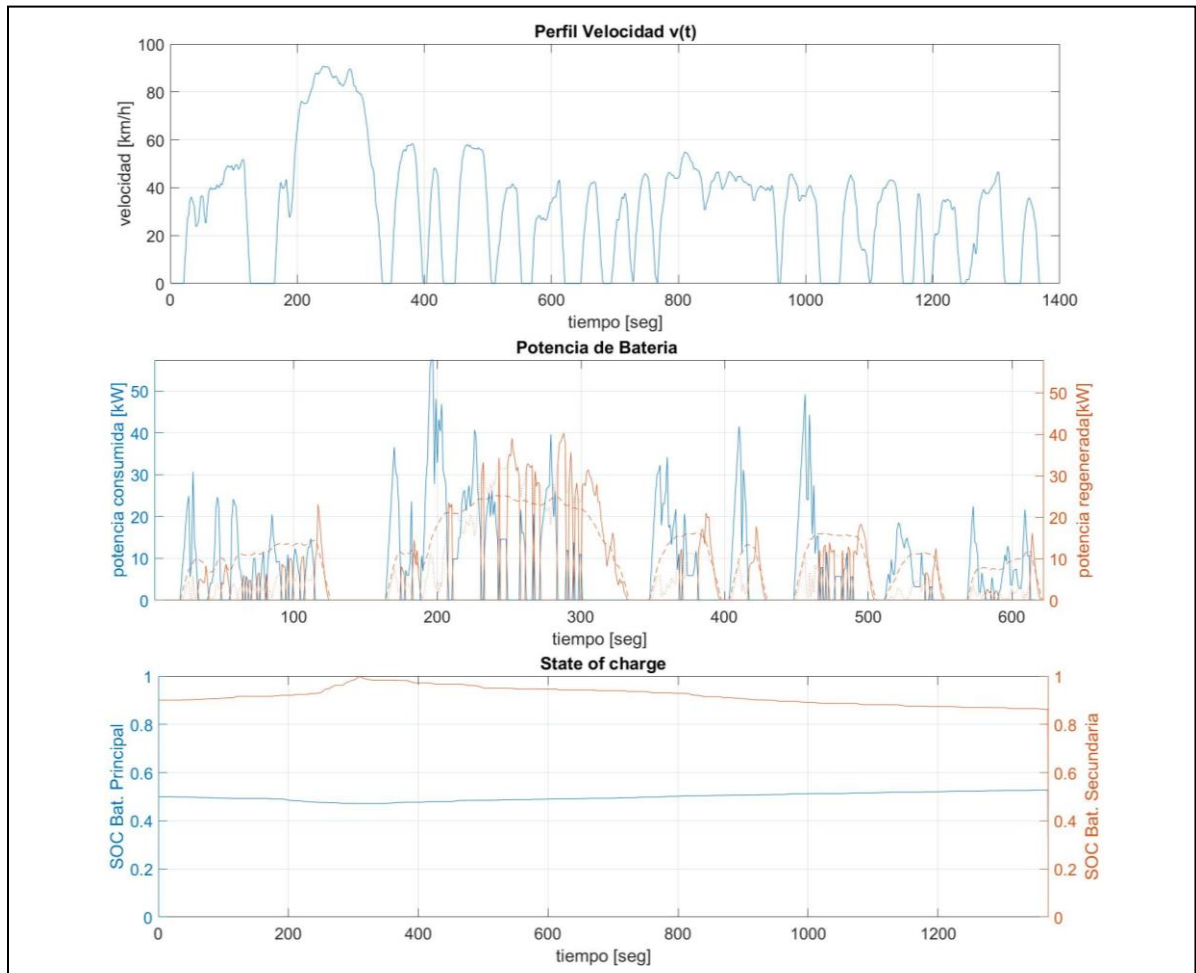 Perfil Velocidad v(t)
velocidad [km/h]
100
80
60
40
20
0
0 200 400 600 800 1000 1200 1400
tiempo [seg]
Potencia de Bateria
potencia consumida [kW]
50
40
30
20
10
0
potencia regenerada[kW]
50
40
30
20
10
0
100 200 300 400 500 600
tiempo [seg]
State of charge
SOC Bat. Principal
1
0.8
0.6
0.4
0.2
0
SOC Bat. Secundaria
1
0.8
0.6
0.4
0.2
0
0 200 400 600 800 1000 1200
tiempo [seg]